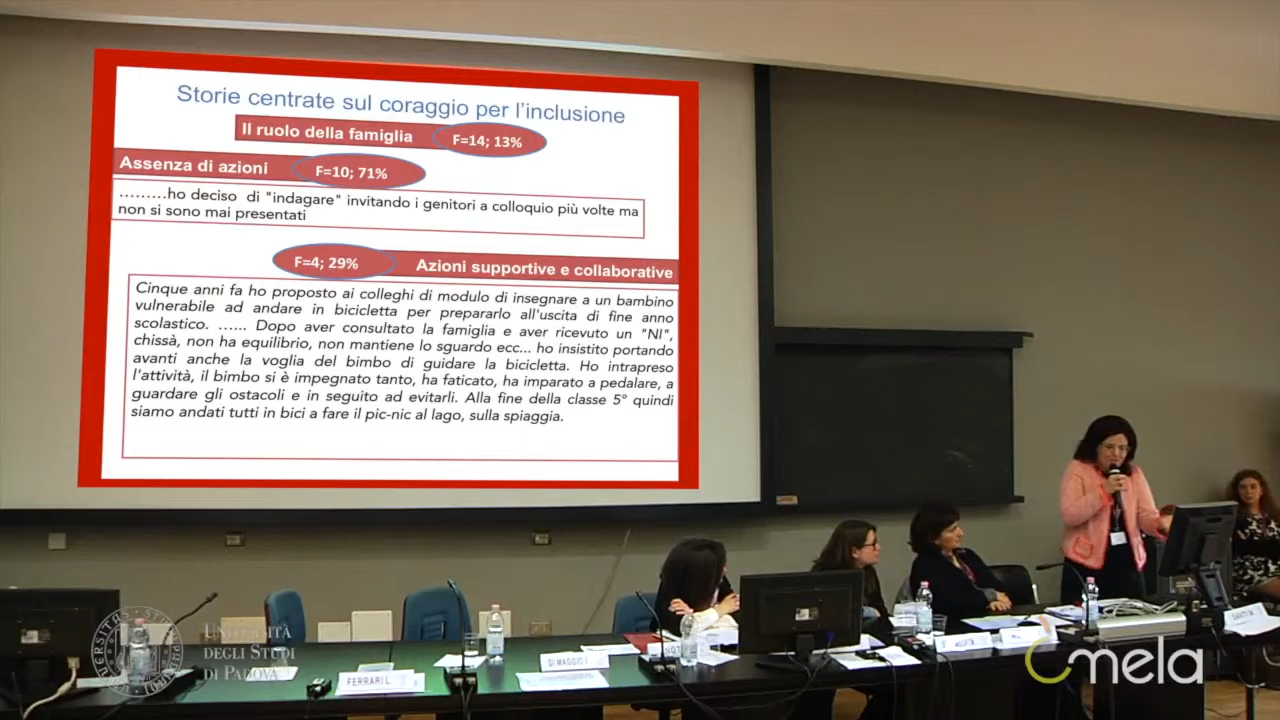 Storie centrate sul coraggio per l'inclusione
Il ruolo della famiglia
F=14; 13%
Assenza di azioni
F=10; 71%
.........ho deciso di "indagare" invitando i genitori a colloquio più volte ma
non si sono mai presentati
F=4; 29%
Azioni supportive e collaborative
Cinque anni fa ho proposto ai colleghi di modulo di insegnare a un bambino
vulnerabile ad andare in bicicletta per prepararlo all'uscita di fine anno
scolastico. ...... Dopo aver consultato la famiglia e aver ricevuto un "NI",
chissà, non ha equilibrio, non mantiene lo sguardo ecc... ho insistito portando
avanti anche la voglia del bimbo di guidare la bicicletta. Ho intrapreso
l'attività, il bimbo si è impegnato tanto, ha faticato, ha imparato a pedalare, a
guardare gli ostacoli e in seguito ad evitarli. Alla fine della classe 5° quindi
siamo andati tutti in bici a fare il pic-nic al lago, sulla spiaggia.
UNIVERSITÀ
DEGLI STUDI
DI PADOVA
FERRARI L.
DI MAGGIO I.
mela